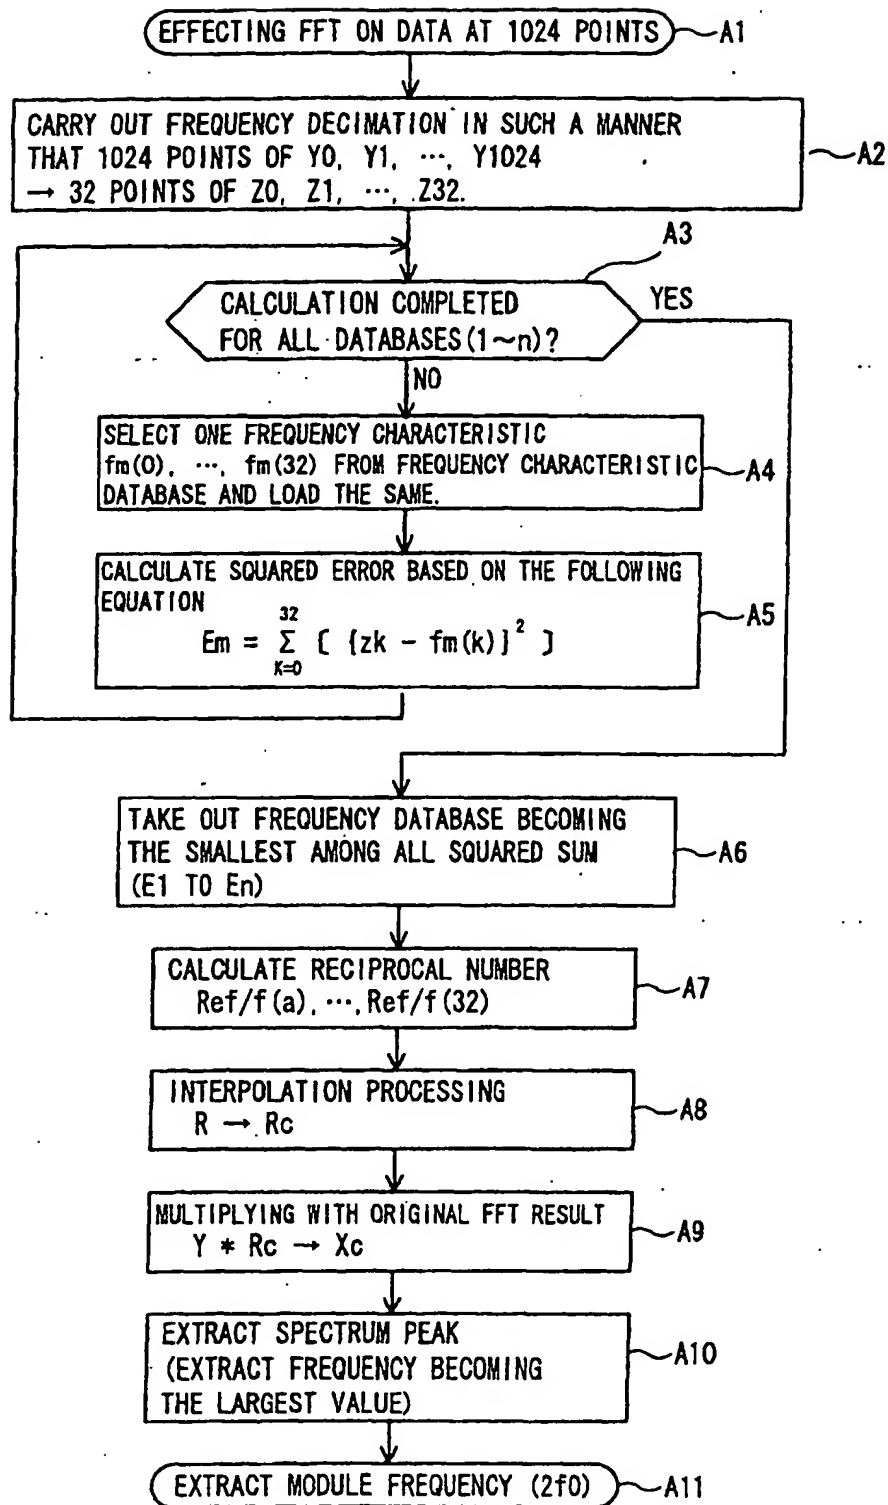 EFFECTING FFT ON DATA AT 1024 POINTS
A1
CARRY OUT FREQUENCY DECIMATION IN SUCH A MANNER
THAT 1024 POINTS OF Y0, Y1, ⋯, Y1024
→ 32 POINTS OF Z0, Z1, ⋯, Z32.
A2
A3
CALCULATION COMPLETED
FOR ALL DATABASES(1~n)?
YES
NO
SELECT ONE FREQUENCY CHARACTERISTIC
fm(0), ⋯, fm(32) FROM FREQUENCY CHARACTERISTIC
DATABASE AND LOAD THE SAME.
A4
CALCULATE SQUARED ERROR BASED ON THE FOLLOWING
EQUATION
Em = 32 Σ K=0 [ {zk − fm(k)}² ]
A5
TAKE OUT FREQUENCY DATABASE BECOMING
THE SMALLEST AMONG ALL SQUARED SUM
(E1 TO En)
A6
CALCULATE RECIPROCAL NUMBER
Ref/f(a), ⋯, Ref/f(32)
A7
INTERPOLATION PROCESSING
R → Rc
A8
MULTIPLYING WITH ORIGINAL FFT RESULT
Y * Rc → Xc
A9
EXTRACT SPECTRUM PEAK
(EXTRACT FREQUENCY BECOMING
THE LARGEST VALUE)
A10
EXTRACT MODULE FREQUENCY (2f0)
A11